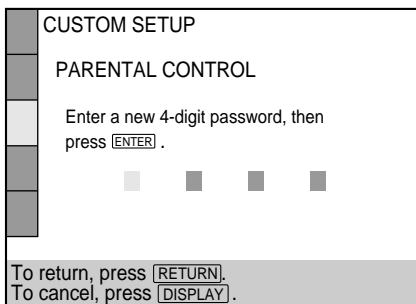 CUSTOM SETUP
PARENTAL CONTROL
Enter a new 4-digit password, then
press ENTER .
To return, press RETURN.
To cancel, press DISPLAY .